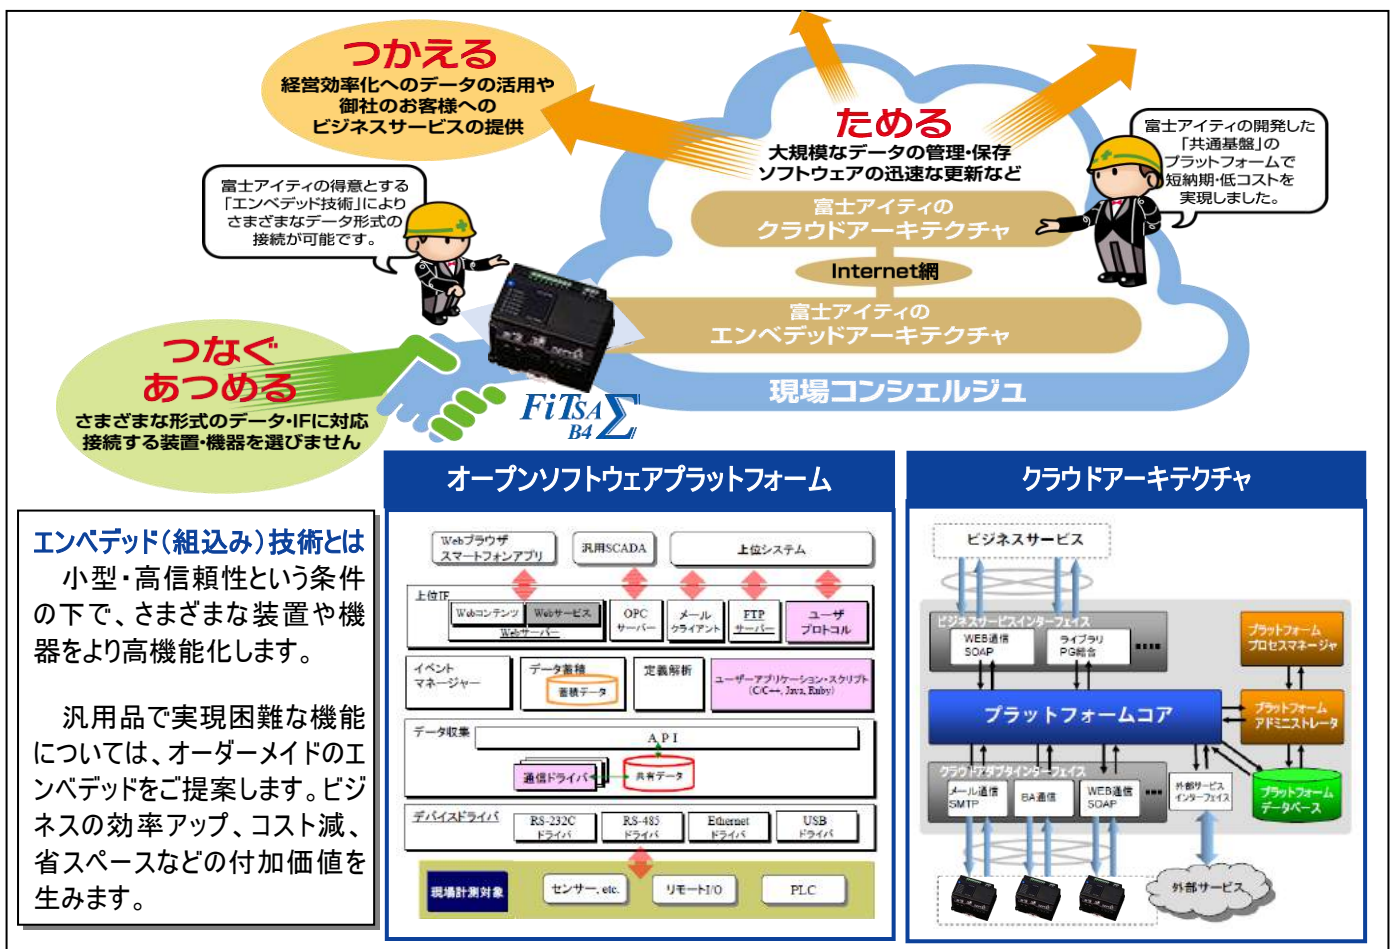 つかえる
経営効率化へのデータの活用や
御社のお客様への
ビジネスサービスの提供
ためる
大規模なデータの管理・保存
ソフトウェアの迅速な更新など
富士アイティの開発した
「共通基盤」の
プラットフォームで
短納期・低コストを
実現しました。
富士アイティの得意とする
「エンベデッド技術」により
さまざまなデータ形式の
接続が可能です。
富士アイティの
クラウドアーキテクチャ
Internet網
富士アイティの
エンベデッドアーキテクチャ
現場コンシェルジュ
つなぐ
あつめる
さまざまな形式のデータ・IFに対応
接続する装置・機器を選びません
FiTSA Σ
B4
エンベデッド（組込み）技術とは
小型・高信頼性という条件
の下で、さまざまな装置や機
器をより高機能化します。
汎用品で実現困難な機能
については、オーダーメイドのエ
ンベデッドをご提案します。ビジ
ネスの効率アップ、コスト減、
省スペースなどの付加価値を
生みます。
オープンソフトウェアプラットフォーム
Webブラウザ
スマートフォンアプリ
汎用SCADA
上位システム
上位IF
Webコンテンツ
Webサービス
Webサーバー
OPC
サーバー
メール
クライアント
FTP
サーバー
ユーザ
プロトコル
イベント
マネージャー
データ蓄積
蓄積データ
定義解析
ユーザーアプリケーション・スクリプト
(C/C++, Java, Ruby)
データ収集
API
通信ドライバ
共有データ
デバイスドライバ
RS-232C
ドライバ
RS-485
ドライバ
Ethernet
ドライバ
USB
ドライバ
現場計測対象
センサー, etc.
リモートI/O
PLC
クラウドアーキテクチャ
ビジネスサービス
ビジネスサービスインターフェイス
WEB通信
SOAP
ライブラリ
PG結合
プラットフォーム
プロセスマネージャ
プラットフォームコア
プラットフォーム
アドミニストレータ
クラウドアダプタインターフェイス
メール通信
SMTP
BA通信
WEB通信
SOAP
外部サービス
インターフェイス
プラットフォーム
データベース
外部サービス